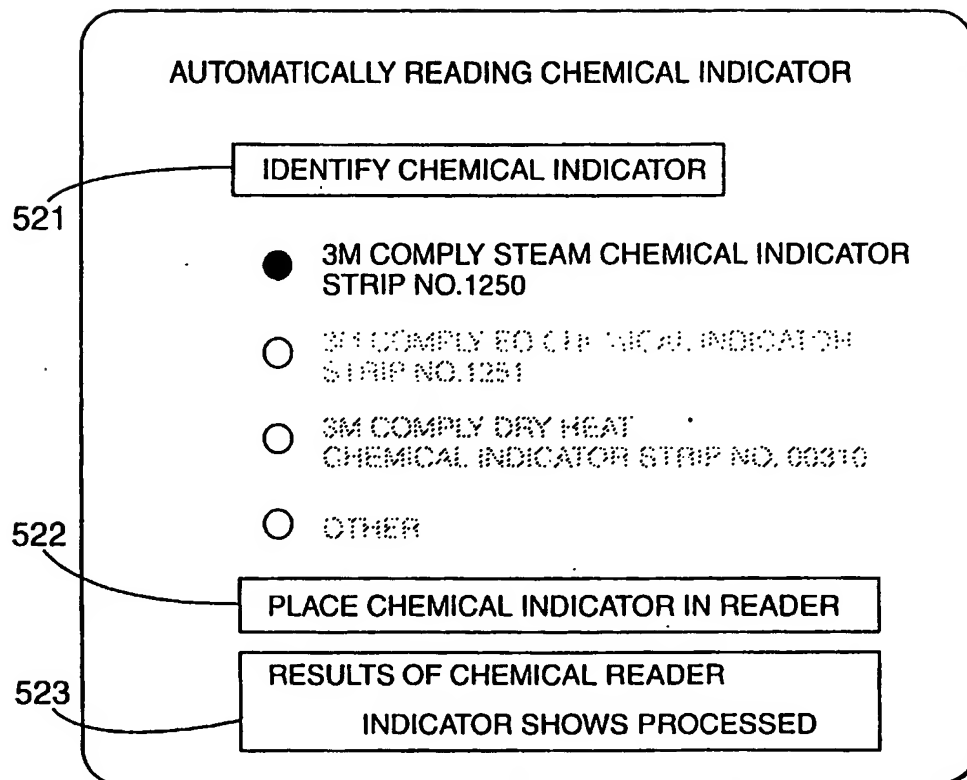 AUTOMATICALLY READING CHEMICAL INDICATOR
IDENTIFY CHEMICAL INDICATOR
521
3M COMPLY STEAM CHEMICAL INDICATOR
STRIP NO.1250
3M COMPLY EO CHEMICAL INDICATOR
STRIP NO.1251
3M COMPLY DRY HEAT
CHEMICAL INDICATOR STRIP NO. 00310
OTHER
522
PLACE CHEMICAL INDICATOR IN READER
RESULTS OF CHEMICAL READER
523
INDICATOR SHOWS PROCESSED